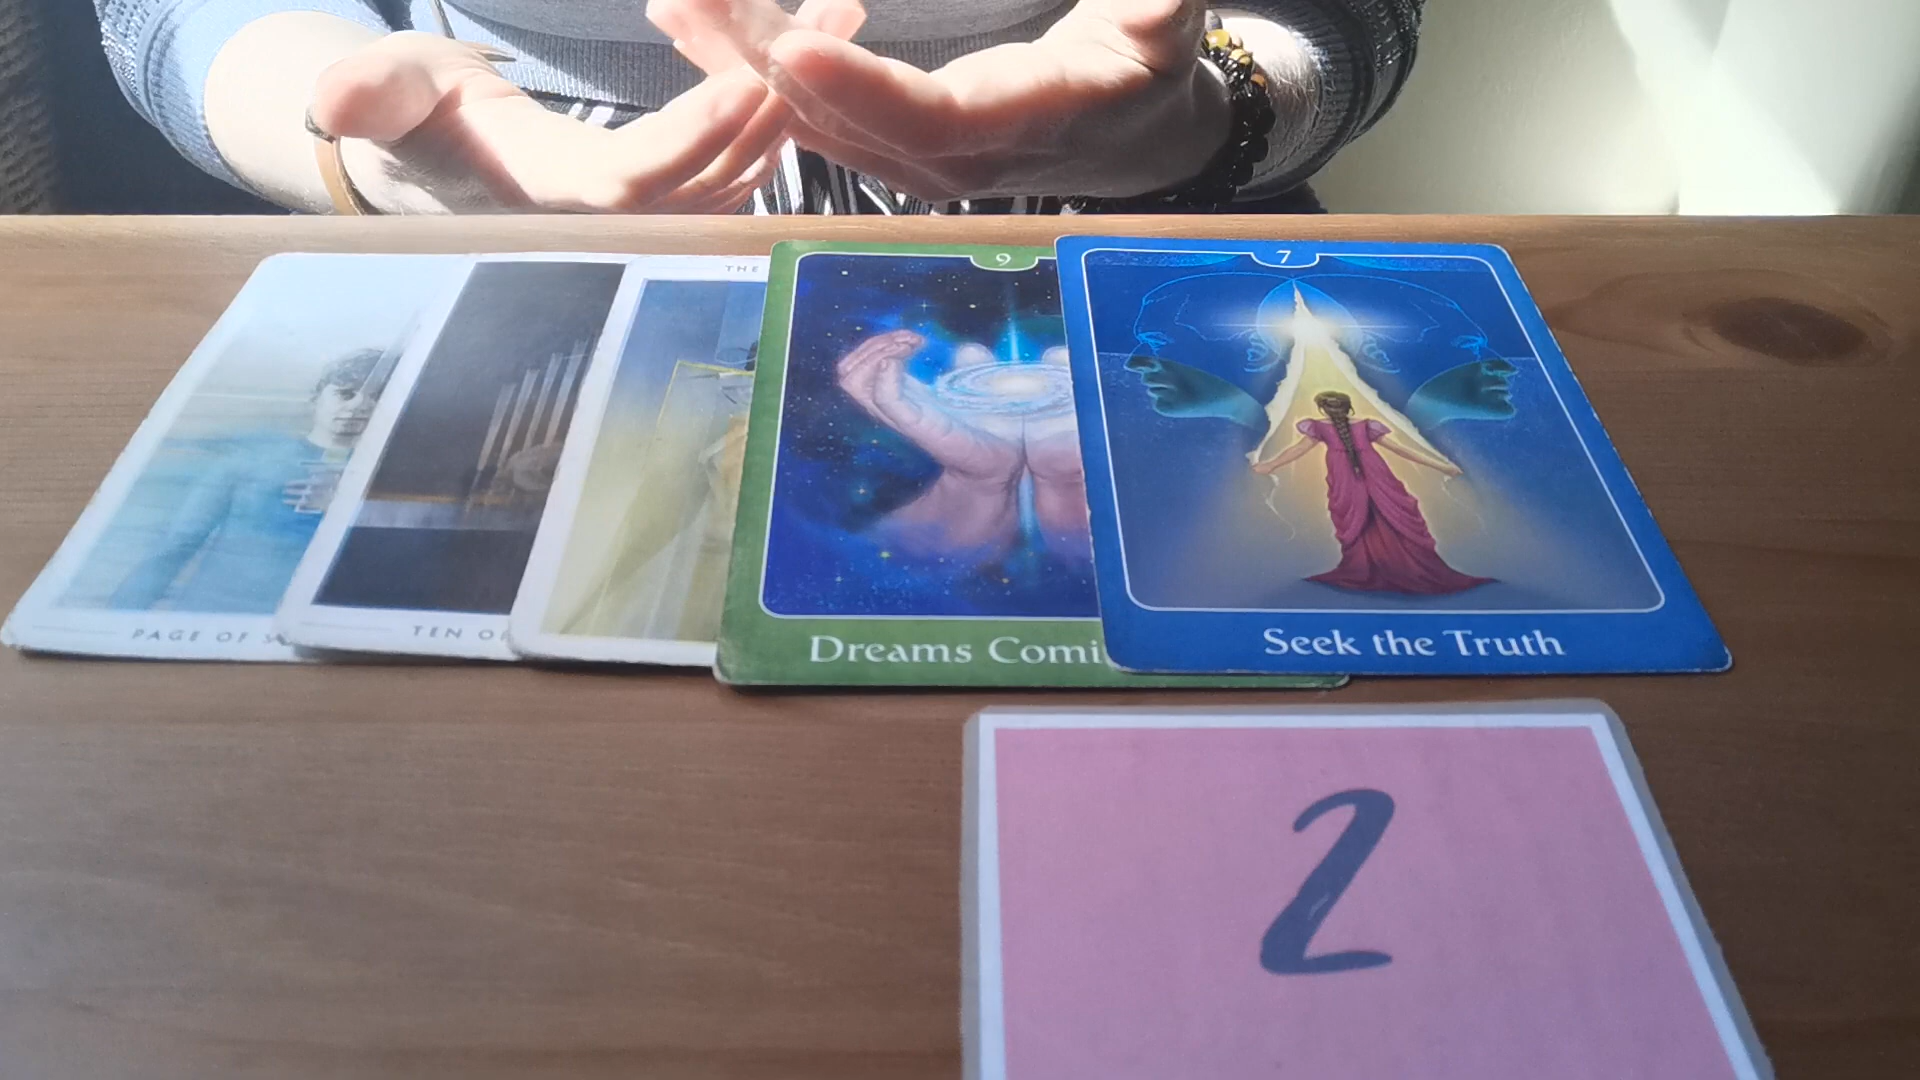 THE
9
7
PAGE OF
TEN OF
Dreams Comi
Seek the Truth
2